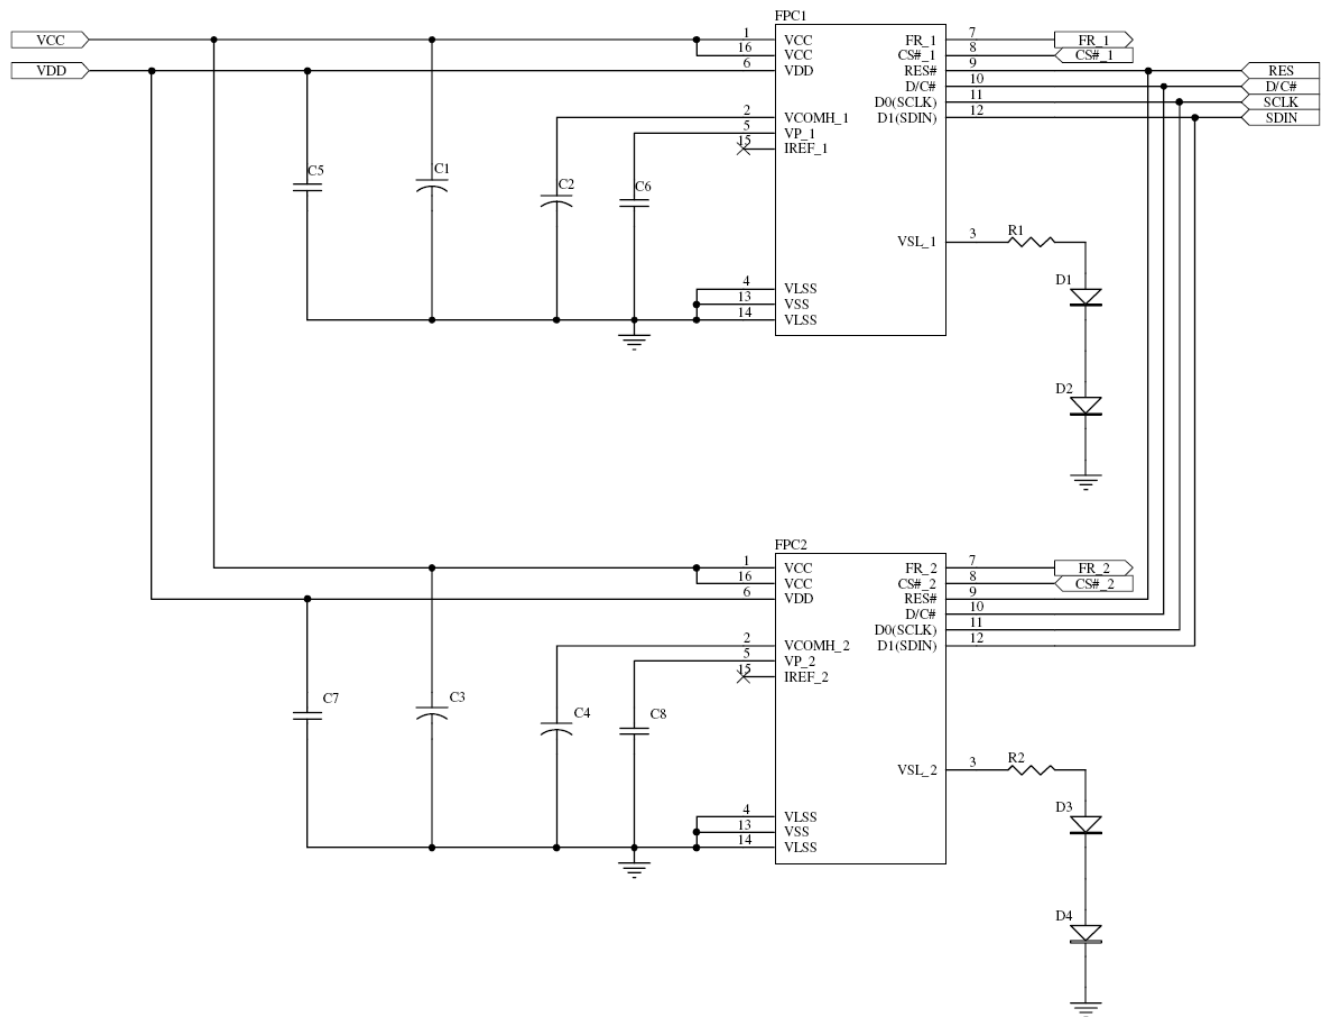 FPC1
VCC 1 VCC FR_1 7 FR_1
16 VCC CS#_1 8 CS#_1
VDD 6 VDD RES# 9 RES
D/C# 10 D/C#
D0(SCLK) 11 SCLK
2 VCOMH_1 D1(SDIN) 12 SDIN
5 VP_1
15 IREF_1
C5 C1 C2 C6
VSL_1 3 R1
D1
4 VLSS
13 VSS
14 VLSS
D2
FPC2
1 VCC FR_2 7 FR_2
16 VCC CS#_2 8 CS#_2
6 VDD RES# 9
D/C# 10
D0(SCLK) 11
2 VCOMH_2 D1(SDIN) 12
5 VP_2
15 IREF_2
C7 C3 C4 C8
VSL_2 3 R2
D3
4 VLSS
13 VSS
14 VLSS
D4